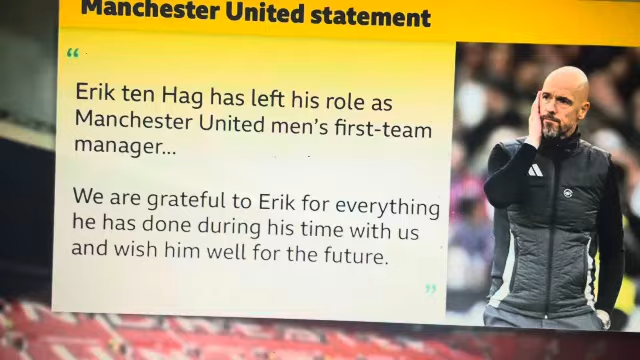 Manchester United statement
“
Erik ten Hag has left his role as
Manchester United men's first-team
manager...
We are grateful to Erik for everything
he has done during his time with us
and wish him well for the future.
”